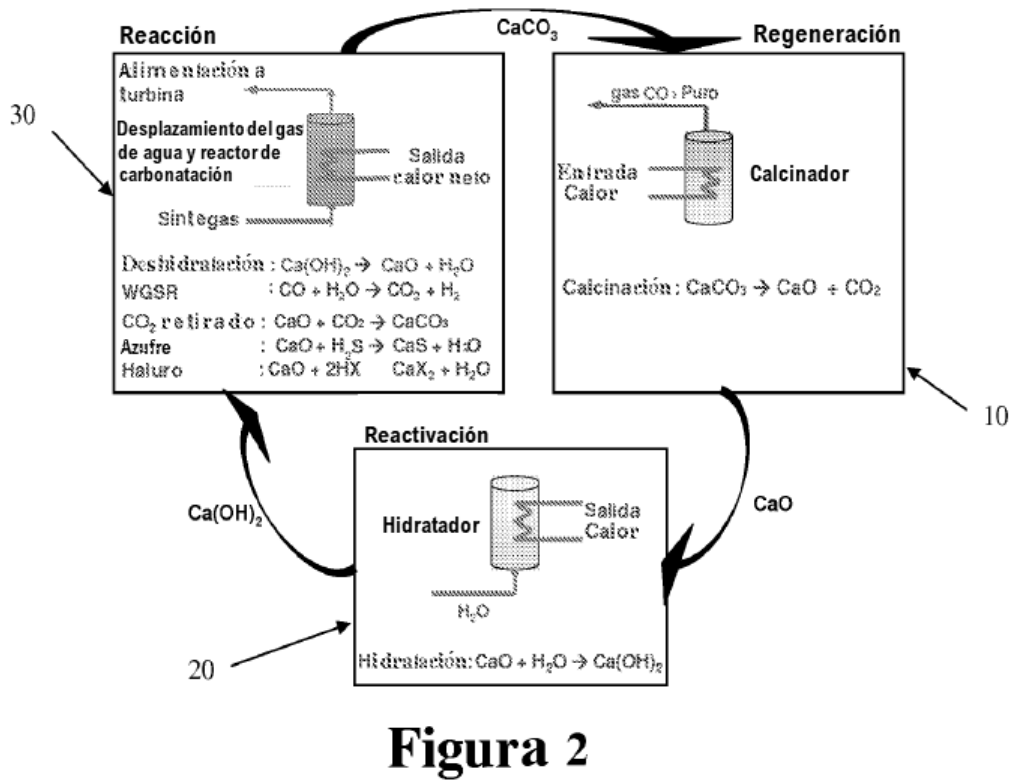 CaCO₃
Reacción
Regeneración
30
Alimentación a
turbina
Desplazamiento del gas
de agua y reactor de
carbonatación
Salida
calor neto
Sintegas
Deshidratación : Ca(OH)₂ → CaO + H₂O
WGSR : CO + H₂O → CO₂ + H₂
CO₂ retirado : CaO + CO₂ → CaCO₃
Azufre : CaO + H₂S → CaS + H₂O
Haluro : CaO + 2HX CaX₂ + H₂O
gas CO₂ Puro
Entrada
Calor
Calcinador
Calcinación : CaCO₃ → CaO + CO₂
10
Reactivación
Ca(OH)₂
Hidratador
Salida
Calor
CaO
H₂O
20
Hidratación: CaO + H₂O → Ca(OH)₂
Figura 2